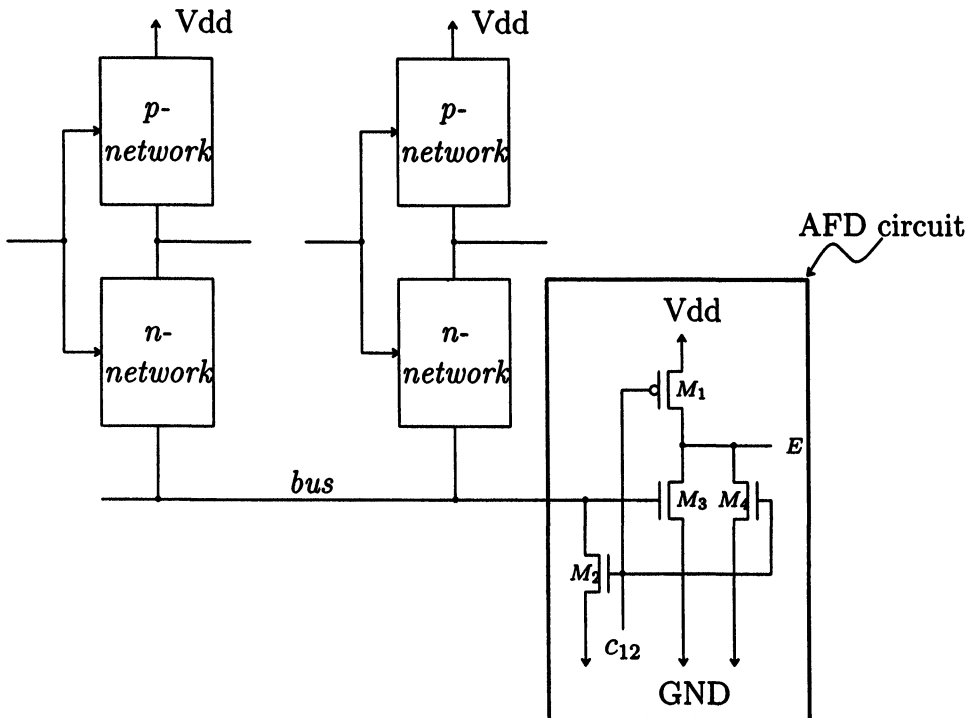 Vdd
Vdd
p-
network
p-
network
AFD circuit
n-
network
n-
network
Vdd
M₁
E
bus
M₃
M₄
M₂
c₁₂
GND